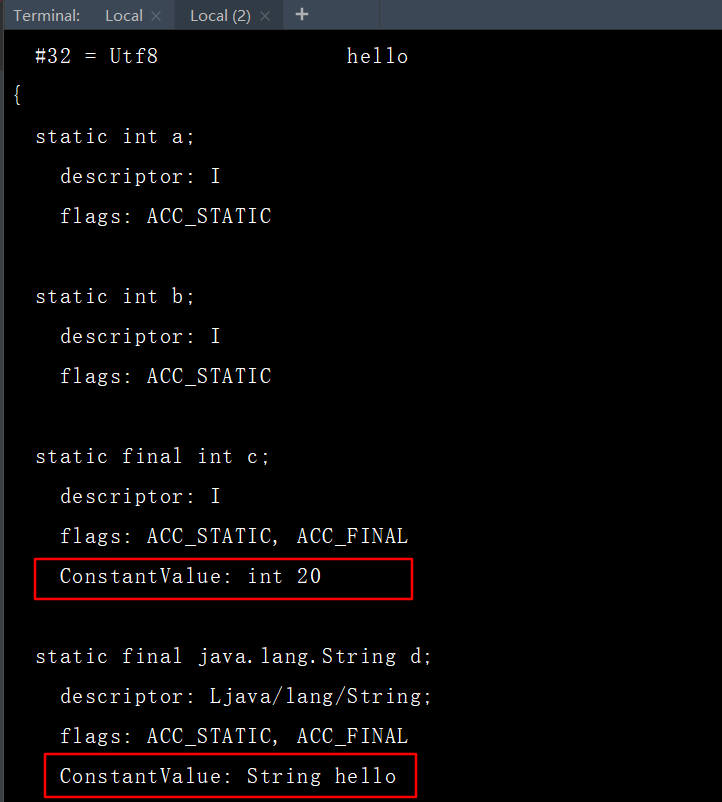 Terminal: Local × Local (2) × +
#32 = Utf8 hello
{
static int a;
descriptor: I
flags: ACC_STATIC
static int b;
descriptor: I
flags: ACC_STATIC
static final int c;
descriptor: I
flags: ACC_STATIC, ACC_FINAL
ConstantValue: int 20
static final java.lang.String d;
descriptor: Ljava/lang/String;
flags: ACC_STATIC, ACC_FINAL
ConstantValue: String hello